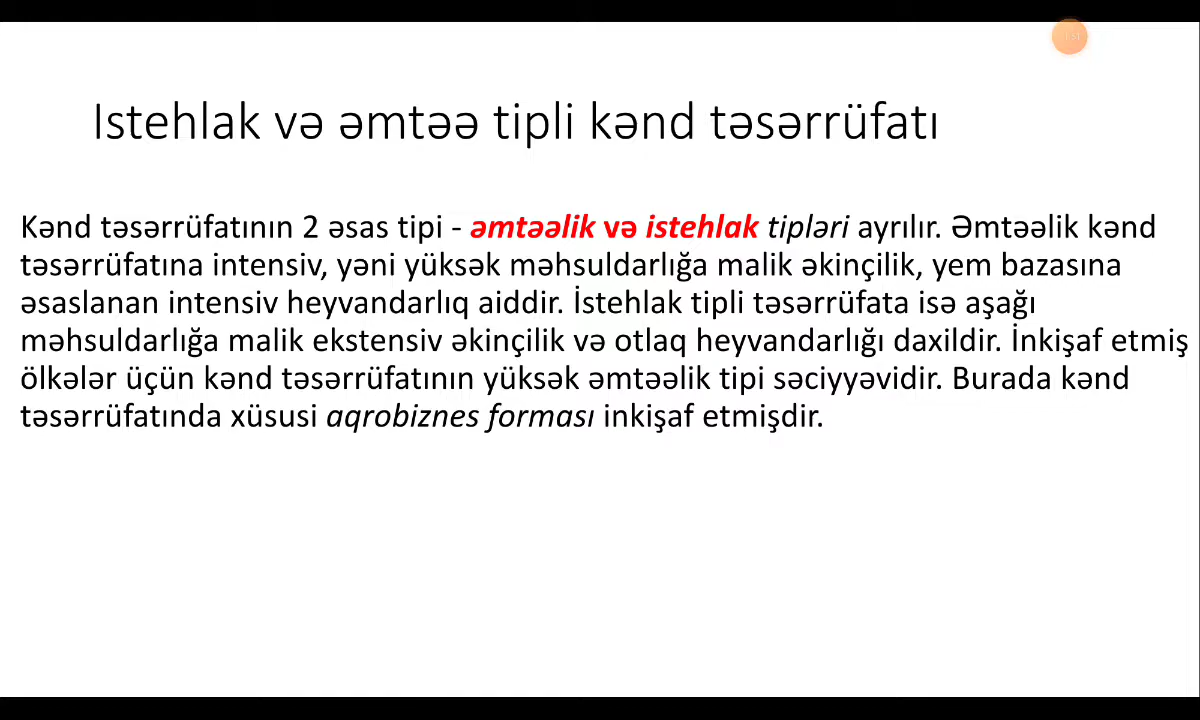 Istehlak və əmtəə tipli kənd təsərrüfatı
Kənd təsərrüfatının 2 əsas tipi - əmtəəlik və istehlak tipləri ayrılır. Əmtəəlik kənd
təsərrüfatına intensiv, yəni yüksək məhsuldarlığa malik əkinçilik, yem bazasına
əsaslanan intensiv heyvandarlıq aiddir. İstehlak tipli təsərrüfata isə aşağı
məhsuldarlığa malik ekstensiv əkinçilik və otlaq heyvandarlığı daxildir. İnkişaf etmiş
ölkələr üçün kənd təsərrüfatının yüksək əmtəəlik tipi səciyyəvidir. Burada kənd
təsərrüfatında xüsusi aqrobiznes forması inkişaf etmişdir.